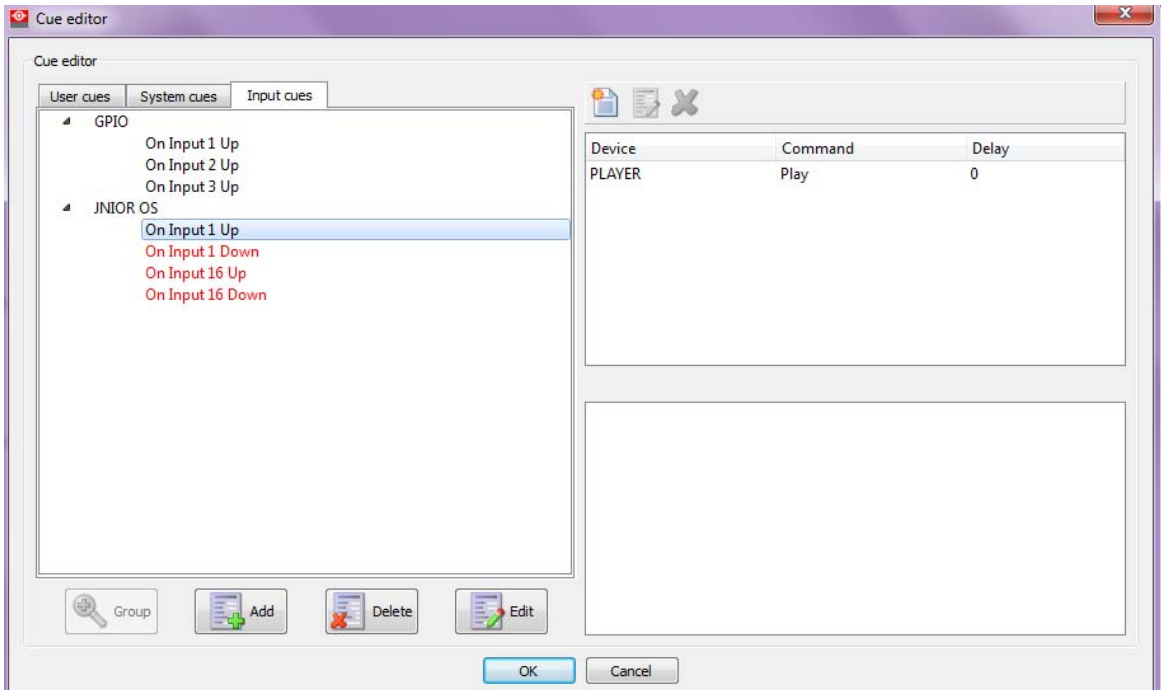 Cue editor
Cue editor
User cues System cues Input cues
GPIO
On Input 1 Up
On Input 2 Up
On Input 3 Up
JNIOR OS
On Input 1 Up
On Input 1 Down
On Input 16 Up
On Input 16 Down
Device Command Delay
PLAYER Play 0
Group Add Delete Edit
OK Cancel